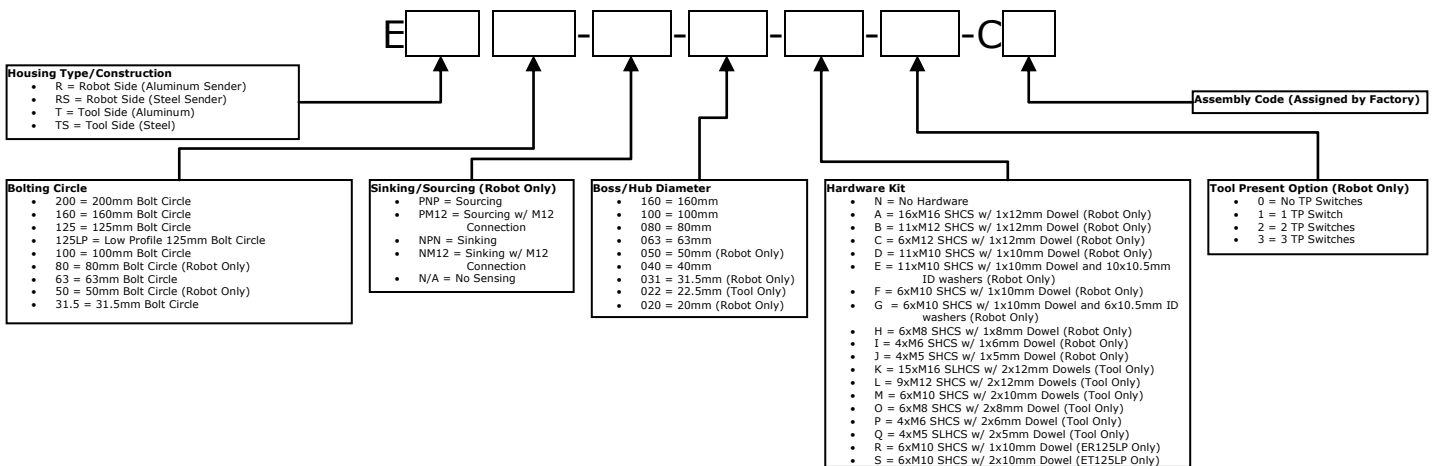 E - - - - - C
Housing Type/Construction
• R = Robot Side (Aluminum Sender)
• RS = Robot Side (Steel Sender)
• T = Tool Side (Aluminum)
• TS = Tool Side (Steel)
Assembly Code (Assigned by Factory)
Bolting Circle
• 200 = 200mm Bolt Circle
• 160 = 160mm Bolt Circle
• 125 = 125mm Bolt Circle
• 125LP = Low Profile 125mm Bolt Circle
• 100 = 100mm Bolt Circle
• 80 = 80mm Bolt Circle (Robot Only)
• 63 = 63mm Bolt Circle
• 50 = 50mm Bolt Circle (Robot Only)
• 31.5 = 31.5mm Bolt Circle
Sinking/Sourcing (Robot Only)
• PNP = Sourcing
• PM12 = Sourcing w/ M12
Connection
• NPN = Sinking
• NM12 = Sinking w/ M12
Connection
• N/A = No Sensing
Boss/Hub Diameter
• 160 = 160mm
• 100 = 100mm
• 080 = 80mm
• 063 = 63mm
• 050 = 50mm (Robot Only)
• 040 = 40mm
• 031 = 31.5mm (Robot Only)
• 022 = 22.5mm (Tool Only)
• 020 = 20mm (Robot Only)
Hardware Kit
• N = No Hardware
• A = 16xM16 SHCS w/ 1x12mm Dowel (Robot Only)
• B = 11xM12 SHCS w/ 1x12mm Dowel (Robot Only)
• C = 6xM12 SHCS w/ 1x12mm Dowel (Robot Only)
• D = 11xM10 SHCS w/ 1x10mm Dowel (Robot Only)
• E = 11xM10 SHCS w/ 1x10mm Dowel and 10x10.5mm
ID washers (Robot Only)
• F = 6xM10 SHCS w/ 1x10mm Dowel (Robot Only)
• G = 6xM10 SHCS w/ 1x10mm Dowel and 6x10.5mm ID
washers (Robot Only)
• H = 6xM8 SHCS w/ 1x8mm Dowel (Robot Only)
• I = 4xM6 SHCS w/ 1x6mm Dowel (Robot Only)
• J = 4xM5 SHCS w/ 1x5mm Dowel (Robot Only)
• K = 15xM16 SLHCS w/ 2x12mm Dowels (Tool Only)
• L = 9xM12 SHCS w/ 2x12mm Dowels (Tool Only)
• M = 6xM10 SHCS w/ 2x10mm Dowels (Tool Only)
• O = 6xM8 SHCS w/ 2x8mm Dowel (Tool Only)
• P = 4xM6 SHCS w/ 2x6mm Dowel (Tool Only)
• Q = 4xM5 SLHCS w/ 2x5mm Dowel (Tool Only)
• R = 6xM10 SHCS w/ 1x10mm Dowel (ER125LP Only)
• S = 6xM10 SHCS w/ 2x10mm Dowel (ET125LP Only)
Tool Present Option (Robot Only)
• 0 = No TP Switches
• 1 = 1 TP Switch
• 2 = 2 TP Switches
• 3 = 3 TP Switches